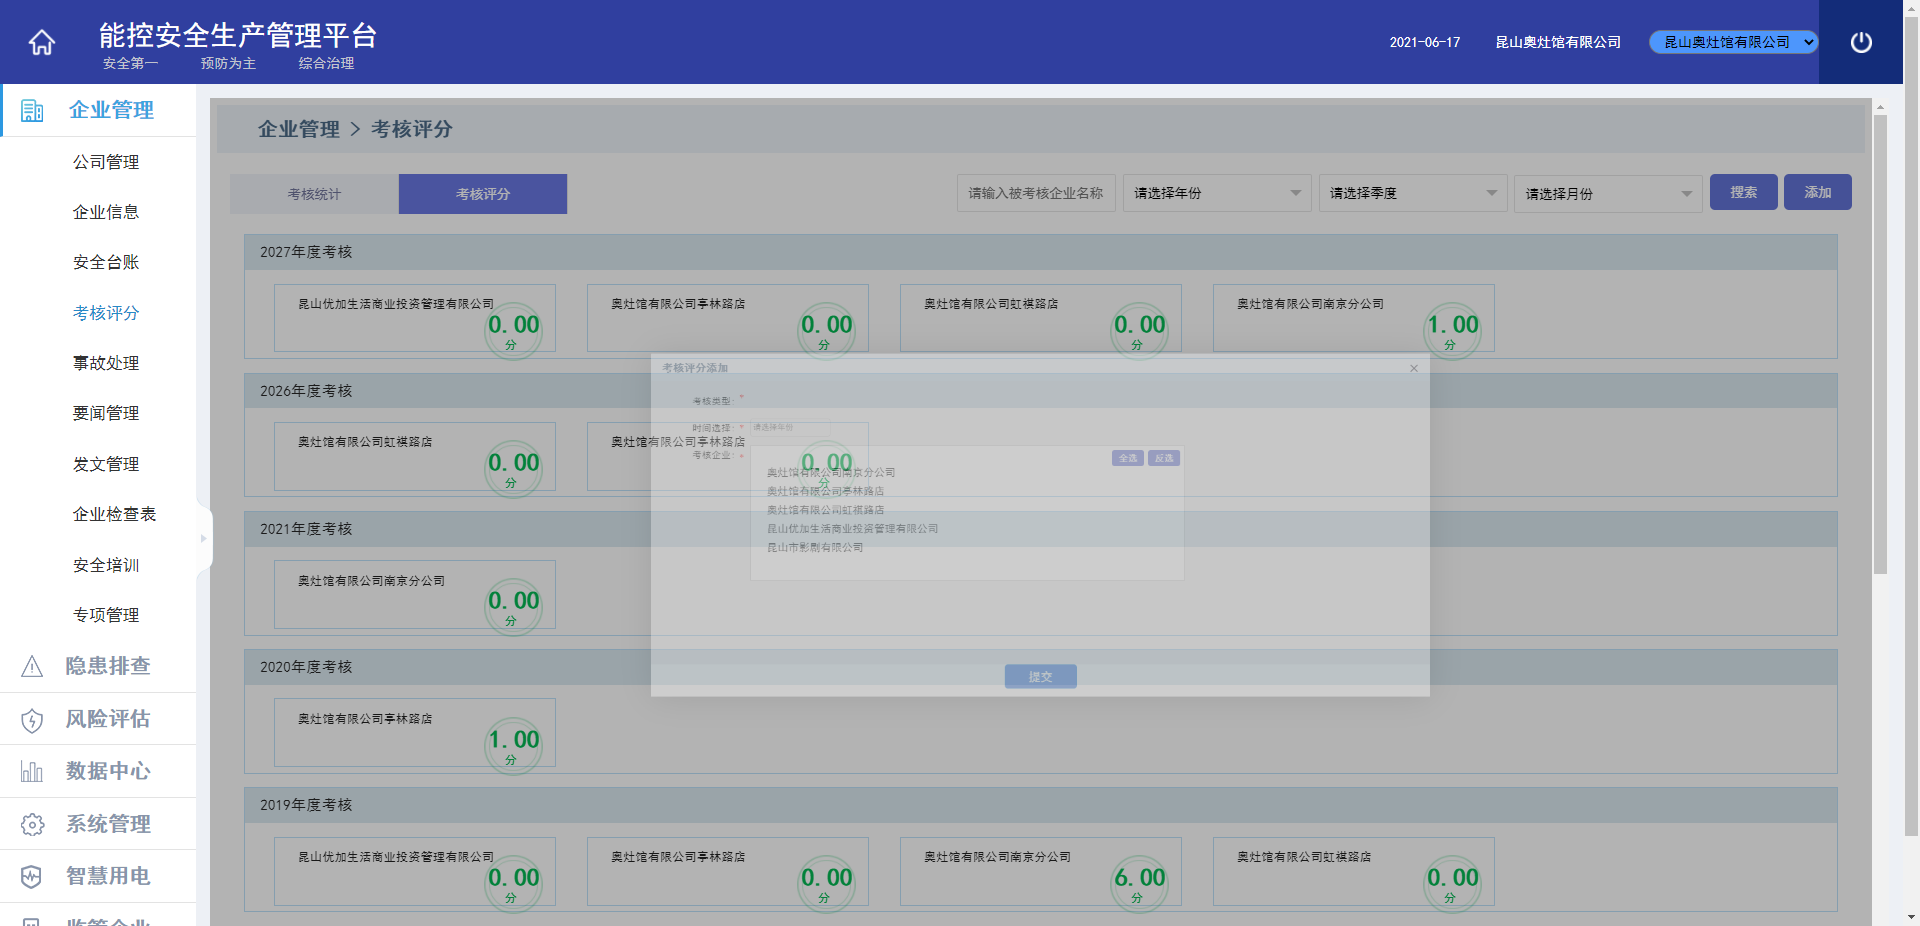 能控安全生产管理平台
安全第一 预防为主 综合治理
2021-06-17 昆山奥灶馆有限公司 昆山奥灶馆有限公司
企业管理
公司管理
企业信息
安全台账
考核评分
事故处理
要闻管理
发文管理
企业检查表
安全培训
专项管理
隐患排查
风险评估
数据中心
系统管理
智慧用电
监管企业
企业管理 > 考核评分
考核统计 考核评分 请输入被考核企业名称 请选择年份 请选择季度 请选择月份 搜索 添加
2027年度考核
昆山优加生活商业投资管理有限公司 0.00 分
奥灶馆有限公司亭林路店 0.00 分
奥灶馆有限公司虹祺路店 0.00 分
奥灶馆有限公司南京分公司 1.00 分
2026年度考核
奥灶馆有限公司虹祺路店 0.00 分
奥灶馆有限公司亭林路店 0.00 分
2021年度考核
奥灶馆有限公司南京分公司 0.00 分
2020年度考核
奥灶馆有限公司亭林路店 1.00 分
2019年度考核
昆山优加生活商业投资管理有限公司 0.00 分
奥灶馆有限公司亭林路店 0.00 分
奥灶馆有限公司南京分公司 6.00 分
奥灶馆有限公司虹祺路店 0.00 分
考核评分添加 ×
考核类型: *
时间选择: * 请选择年份
考核企业: *
全选 反选
奥灶馆有限公司南京分公司
奥灶馆有限公司亭林路店
奥灶馆有限公司虹祺路店
昆山优加生活商业投资管理有限公司
昆山市影剧有限公司
提交